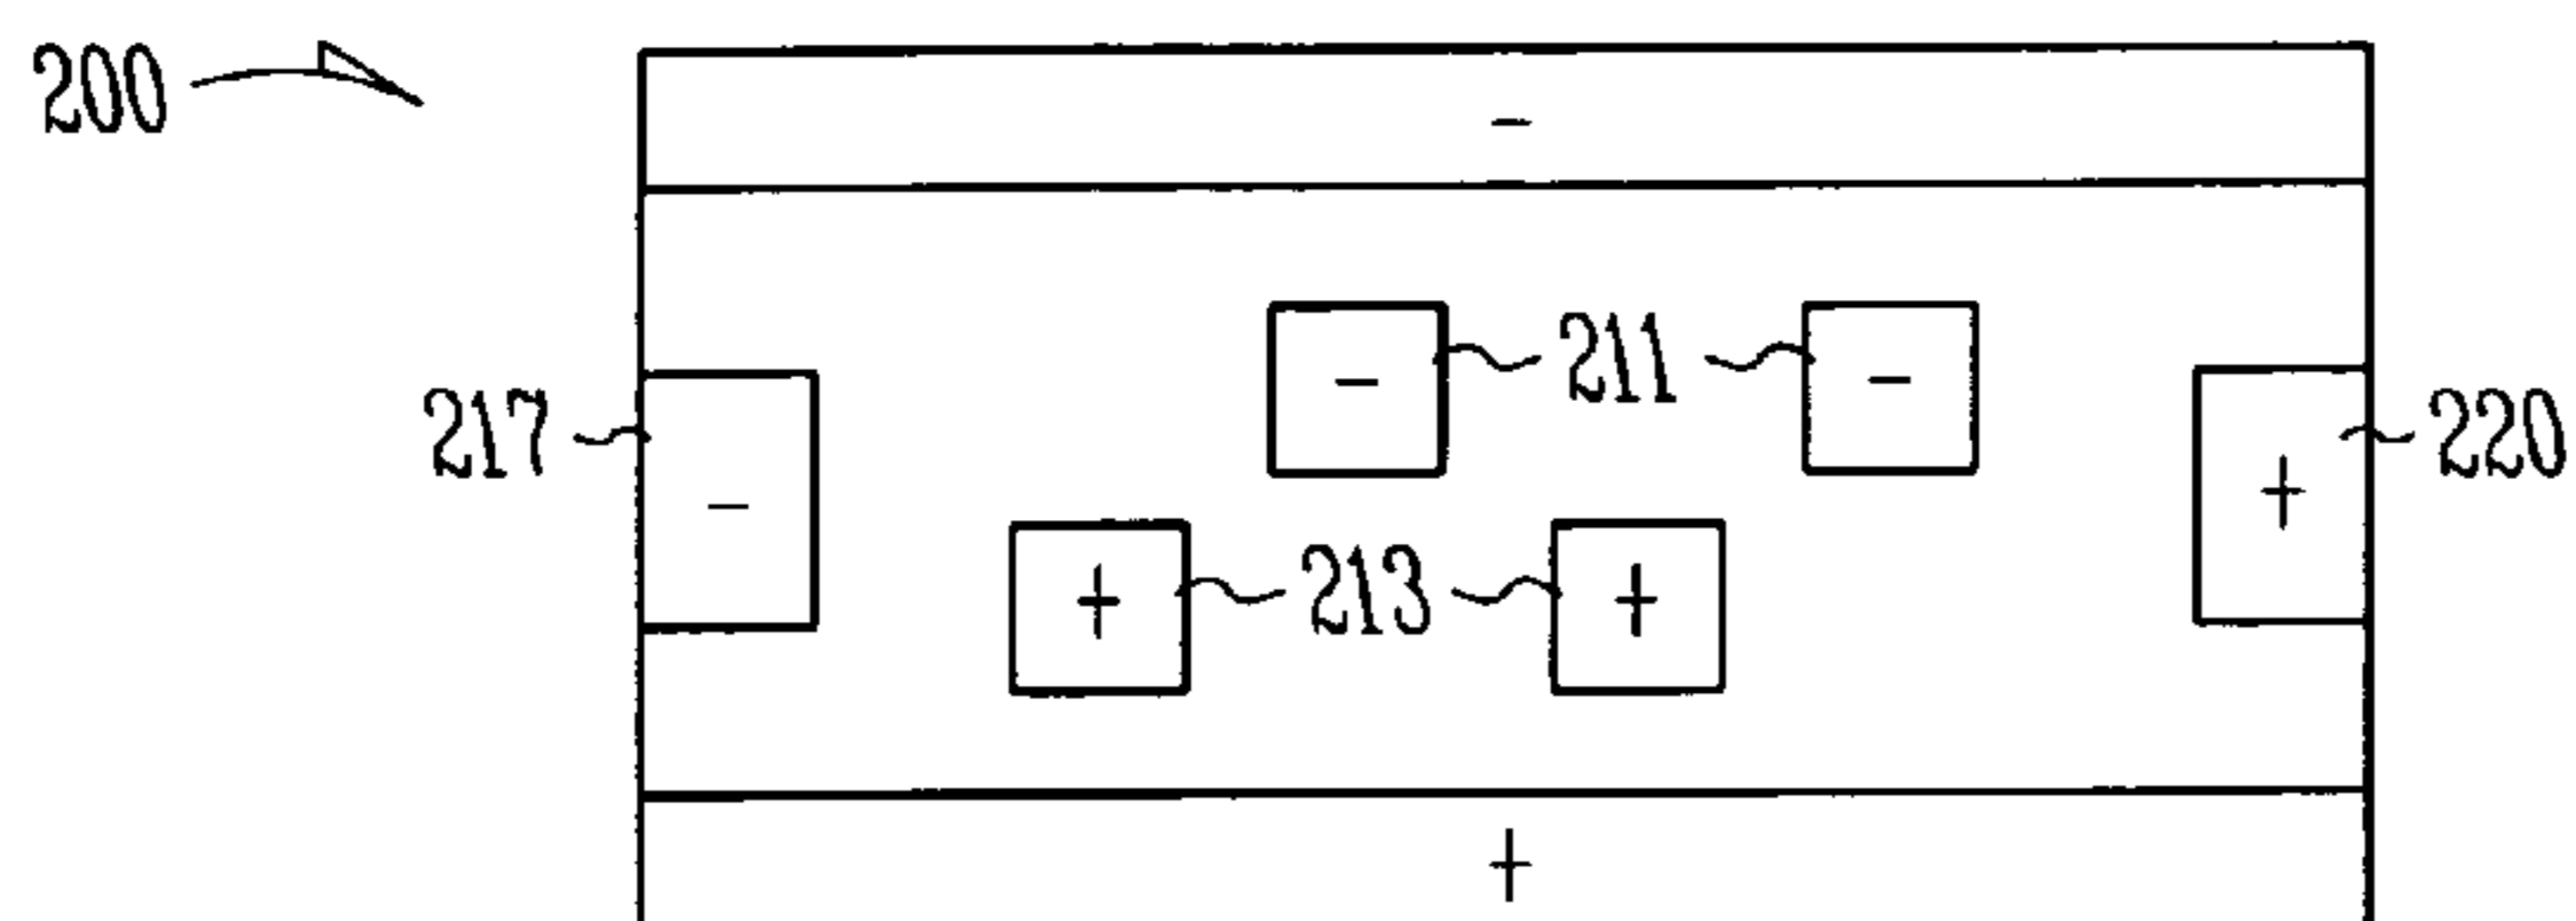 200
-
- 211 -
217 - + 220
+ 213 +
+